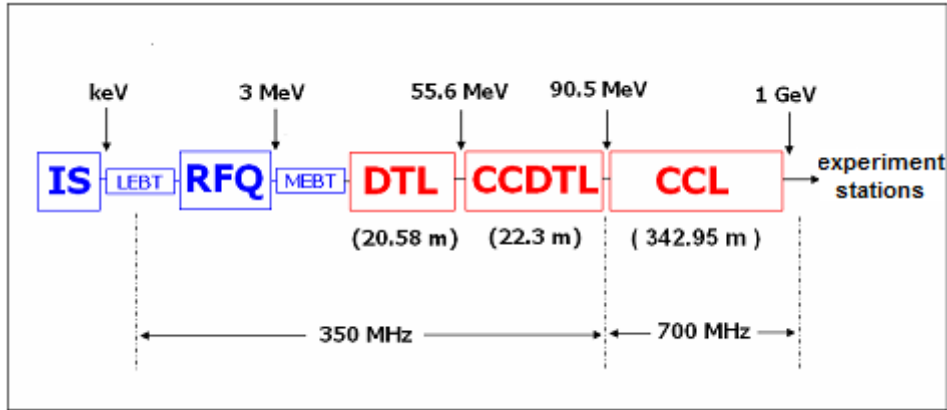 keV 3 MeV 55.6 MeV 90.5 MeV 1 GeV
IS LEBT RFQ MEBT DTL CCDTL CCL experiment
stations
(20.58 m) (22.3 m) ( 342.95 m )
350 MHz 700 MHz